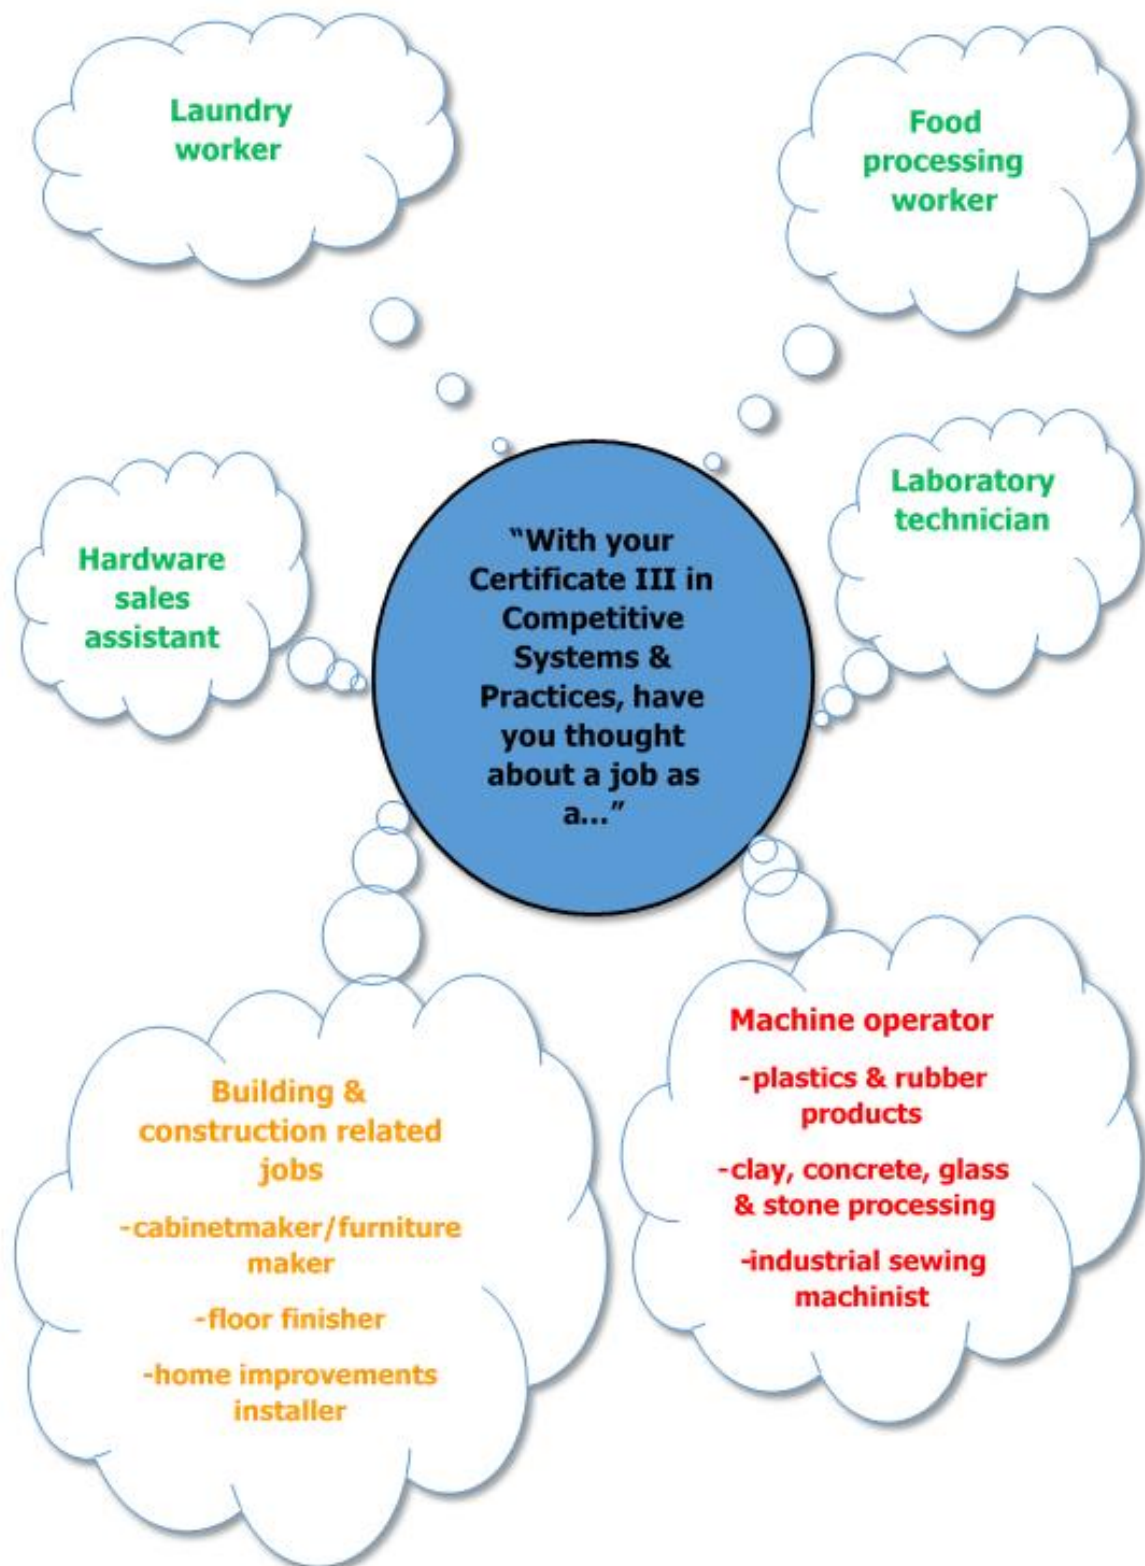 Laundry
worker
Food
processing
worker
Hardware
sales
assistant
Laboratory
technician
“With your
Certificate III in
Competitive
Systems &
Practices, have
you thought
about a job as
a...”
Building &
construction related
jobs
-cabinetmaker/furniture
maker
-floor finisher
-home improvements
installer
Machine operator
-plastics & rubber
products
-clay, concrete, glass
& stone processing
-industrial sewing
machinist